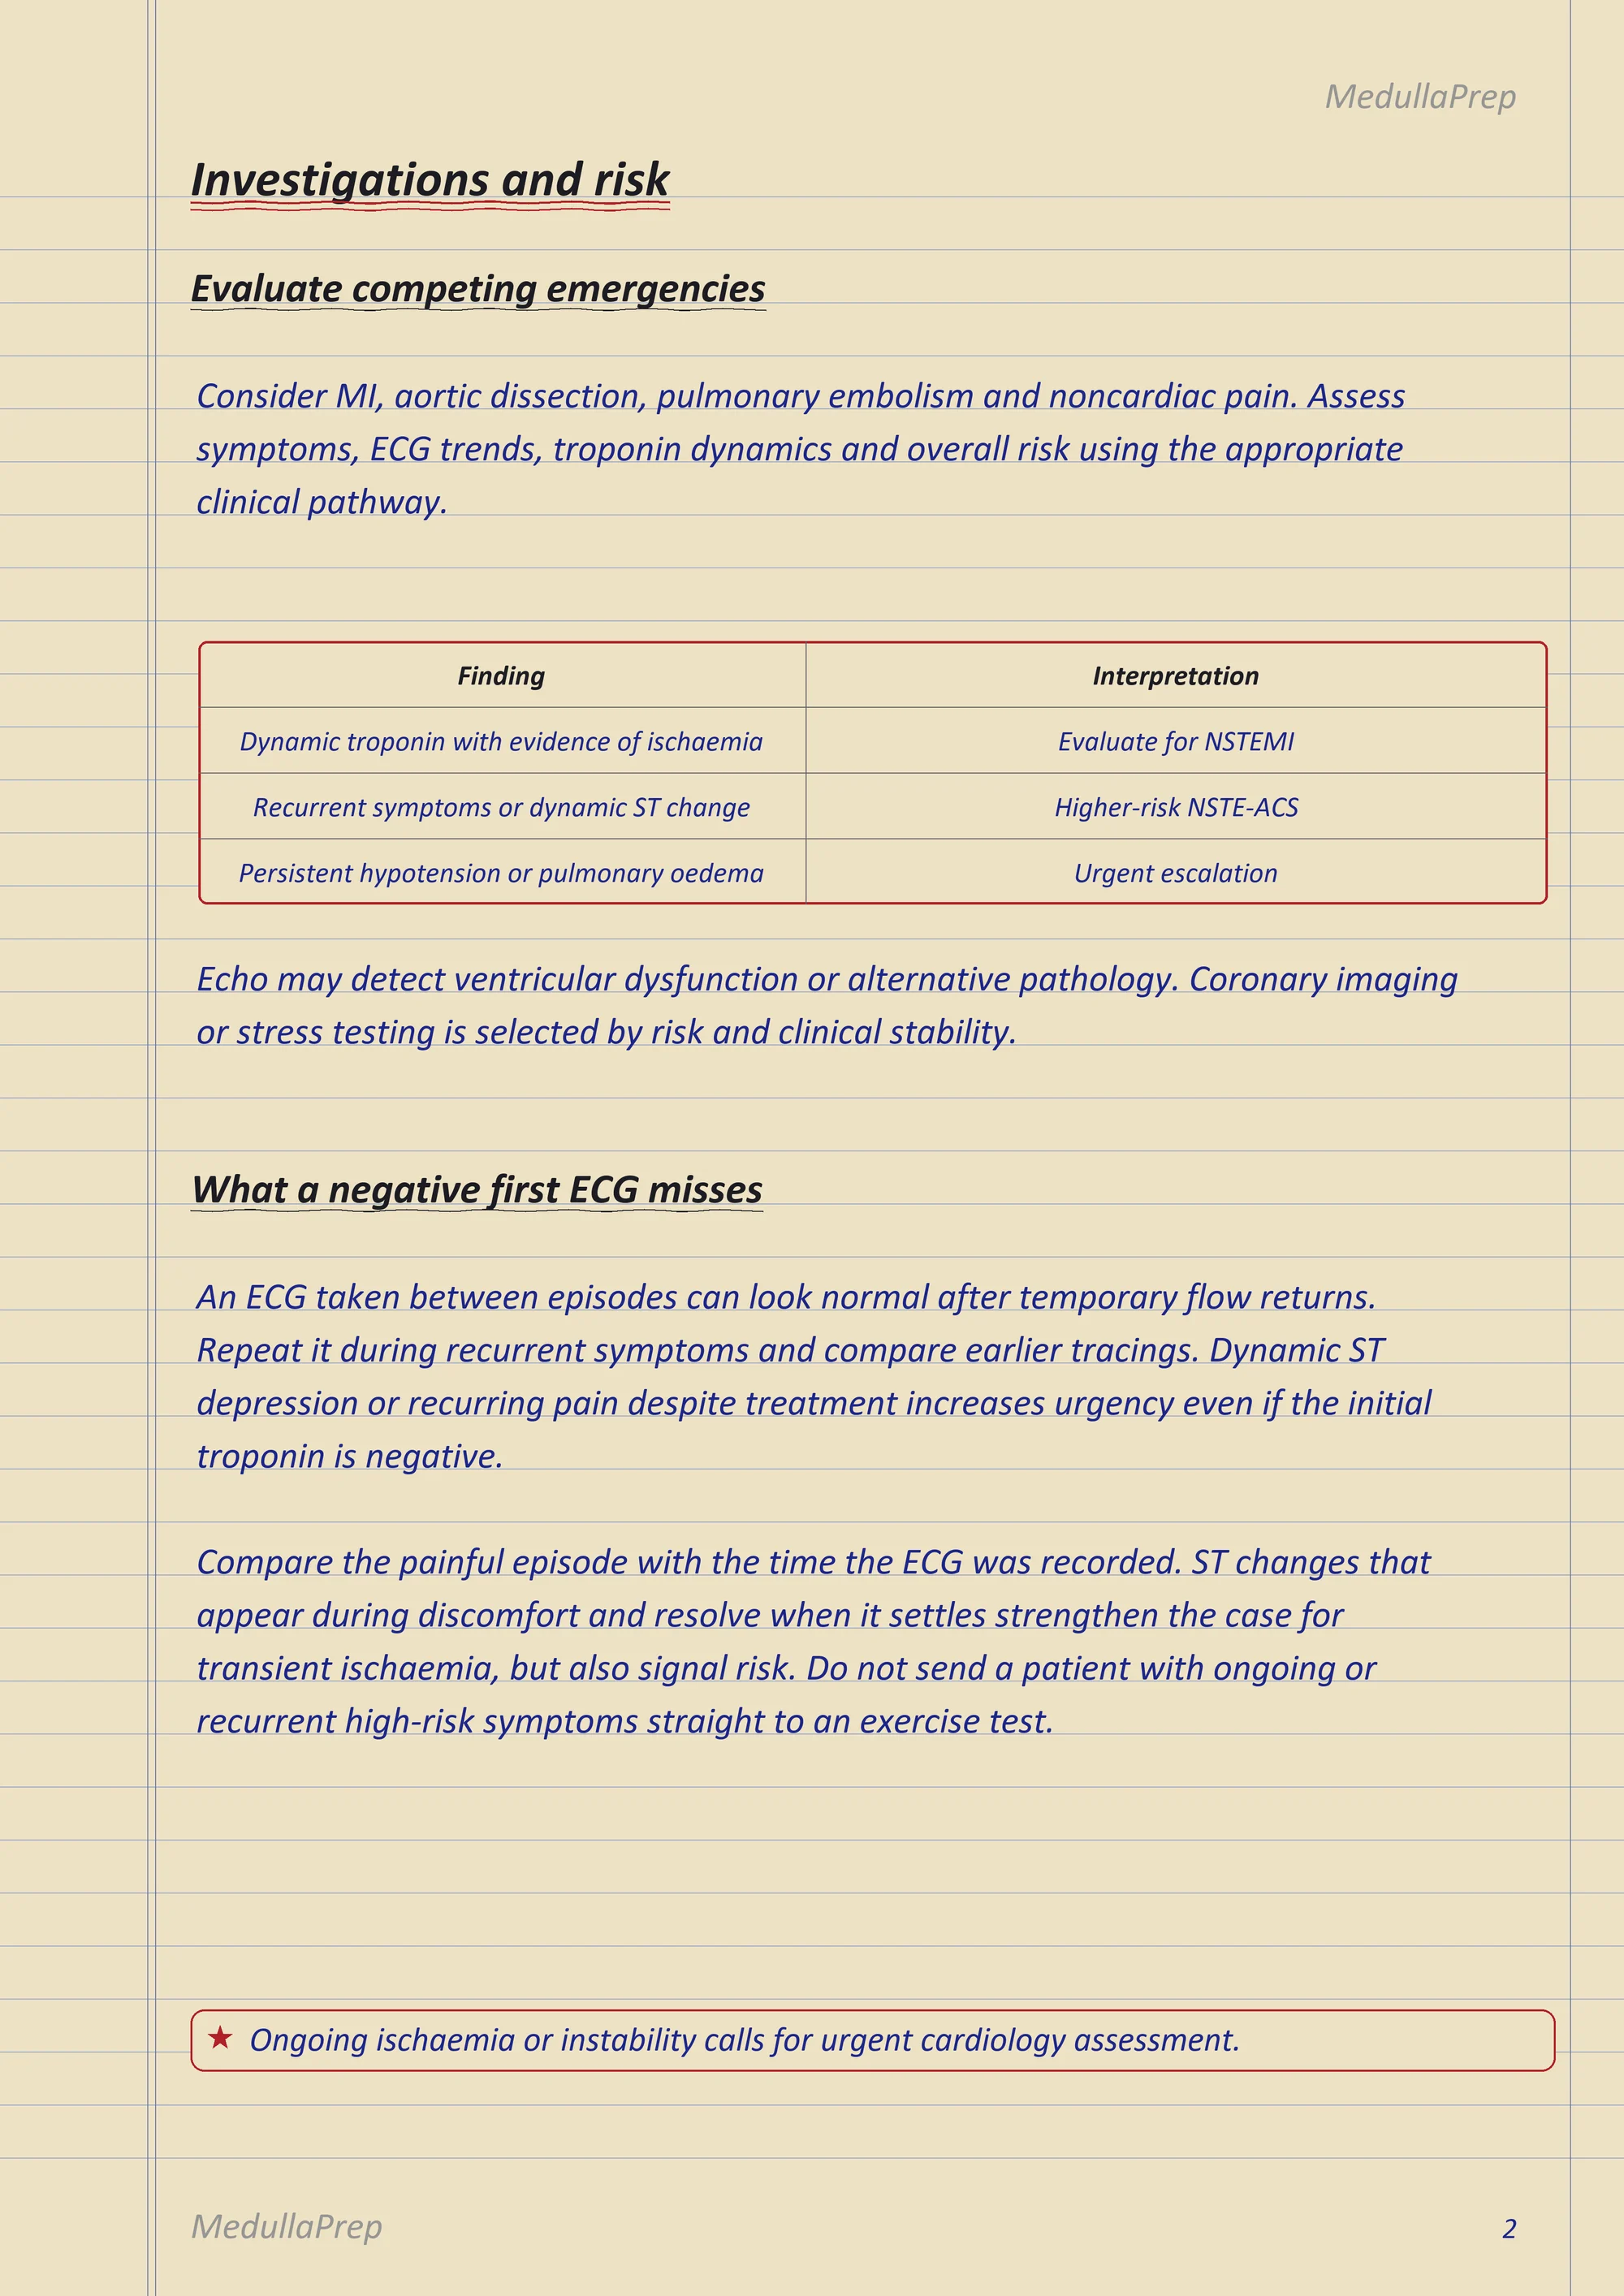 MedullaPrep
Investigations and risk
Evaluate competing emergencies
Consider MI, aortic dissection, pulmonary embolism and noncardiac pain. Assess
symptoms, ECG trends, troponin dynamics and overall risk using the appropriate
clinical pathway.
Finding Interpretation
Dynamic troponin with evidence of ischaemia Evaluate for NSTEMI
Recurrent symptoms or dynamic ST change Higher-risk NSTE-ACS
Persistent hypotension or pulmonary oedema Urgent escalation
Echo may detect ventricular dysfunction or alternative pathology. Coronary imaging
or stress testing is selected by risk and clinical stability.
What a negative first ECG misses
An ECG taken between episodes can look normal after temporary flow returns.
Repeat it during recurrent symptoms and compare earlier tracings. Dynamic ST
depression or recurring pain despite treatment increases urgency even if the initial
troponin is negative.
Compare the painful episode with the time the ECG was recorded. ST changes that
appear during discomfort and resolve when it settles strengthen the case for
transient ischaemia, but also signal risk. Do not send a patient with ongoing or
recurrent high-risk symptoms straight to an exercise test.
★ Ongoing ischaemia or instability calls for urgent cardiology assessment.
MedullaPrep 2